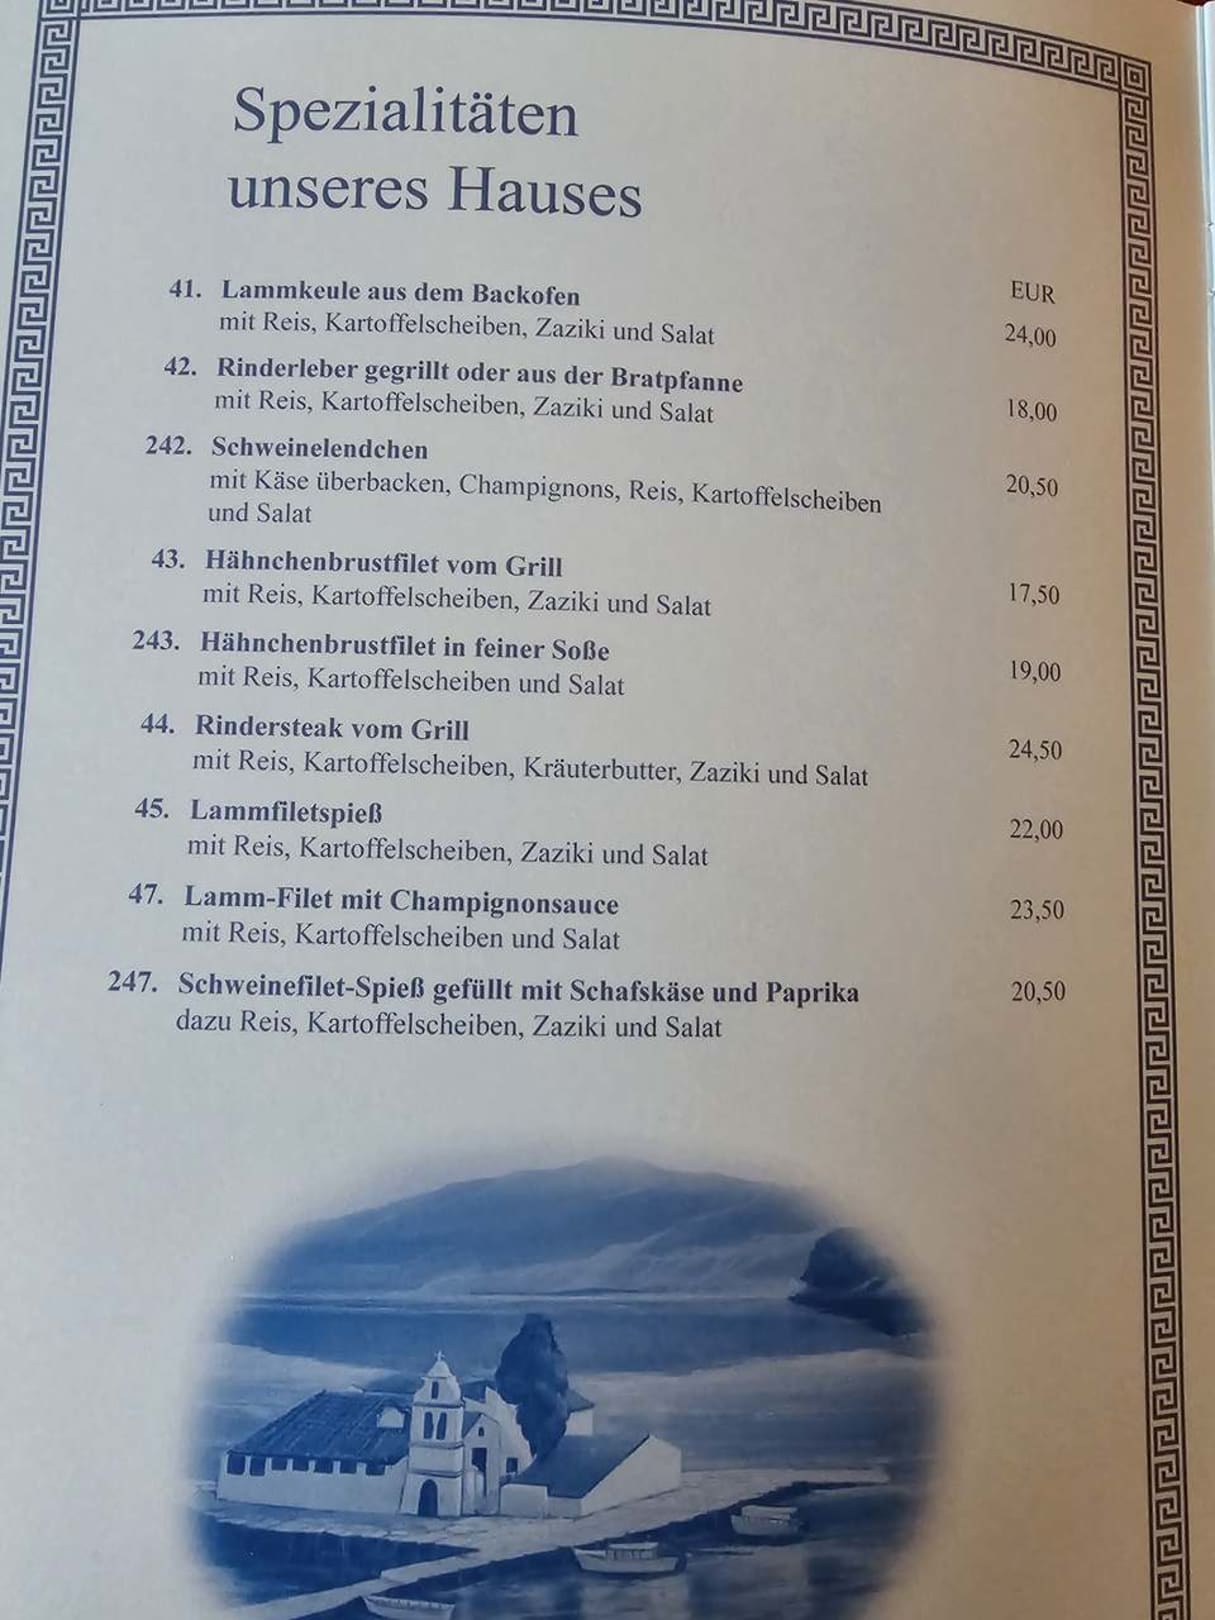 Spezialitäten
unseres Hauses
EUR
41. Lammkeule aus dem Backofen
mit Reis, Kartoffelscheiben, Zaziki und Salat 24,00
42. Rinderleber gegrillt oder aus der Bratpfanne
mit Reis, Kartoffelscheiben, Zaziki und Salat 18,00
242. Schweinelendchen
mit Käse überbacken, Champignons, Reis, Kartoffelscheiben 20,50
und Salat
43. Hähnchenbrustfilet vom Grill
mit Reis, Kartoffelscheiben, Zaziki und Salat 17,50
243. Hähnchenbrustfilet in feiner Soße
mit Reis, Kartoffelscheiben und Salat 19,00
44. Rindersteak vom Grill
mit Reis, Kartoffelscheiben, Kräuterbutter, Zaziki und Salat 24,50
45. Lammfiletspieß
mit Reis, Kartoffelscheiben, Zaziki und Salat 22,00
47. Lamm-Filet mit Champignonsauce 23,50
mit Reis, Kartoffelscheiben und Salat
247. Schweinefilet-Spieß gefüllt mit Schafskäse und Paprika 20,50
dazu Reis, Kartoffelscheiben, Zaziki und Salat